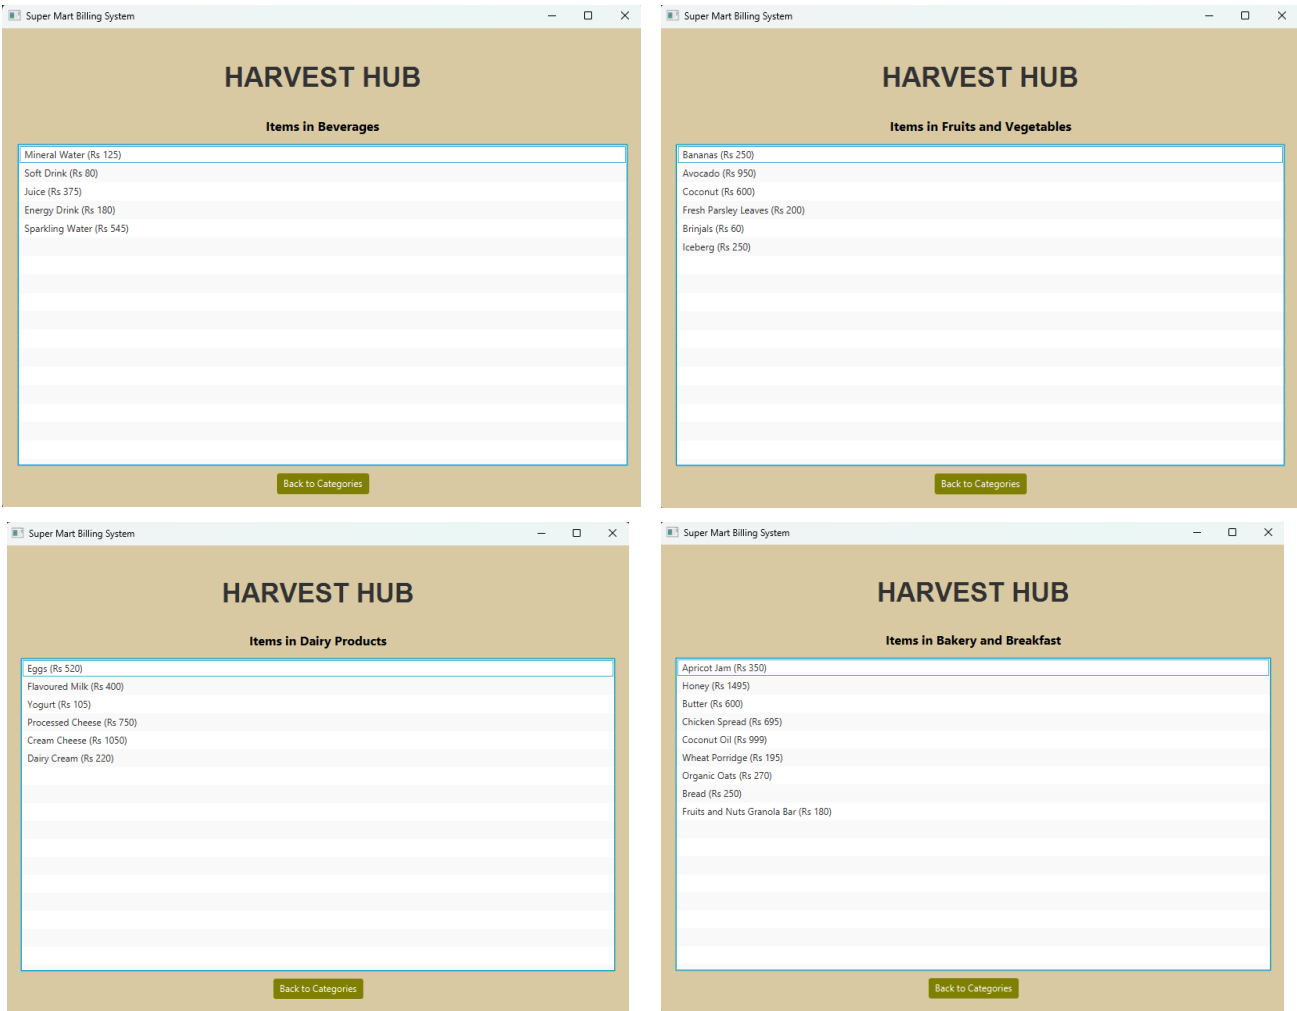 Super Mart Billing System
HARVEST HUB
Items in Beverages
Mineral Water (Rs 125)
Soft Drink (Rs 80)
Juice (Rs 375)
Energy Drink (Rs 180)
Sparkling Water (Rs 545)
Back to Categories
Super Mart Billing System
HARVEST HUB
Items in Fruits and Vegetables
Bananas (Rs 250)
Avocado (Rs 950)
Coconut (Rs 600)
Fresh Parsley Leaves (Rs 200)
Brinjals (Rs 60)
Iceberg (Rs 250)
Back to Categories
Super Mart Billing System
HARVEST HUB
Items in Dairy Products
Eggs (Rs 520)
Flavoured Milk (Rs 400)
Yogurt (Rs 105)
Processed Cheese (Rs 750)
Cream Cheese (Rs 1050)
Dairy Cream (Rs 220)
Back to Categories
Super Mart Billing System
HARVEST HUB
Items in Bakery and Breakfast
Apricot Jam (Rs 350)
Honey (Rs 1495)
Butter (Rs 600)
Chicken Spread (Rs 695)
Coconut Oil (Rs 999)
Wheat Porridge (Rs 195)
Organic Oats (Rs 270)
Bread (Rs 250)
Fruits and Nuts Granola Bar (Rs 180)
Back to Categories